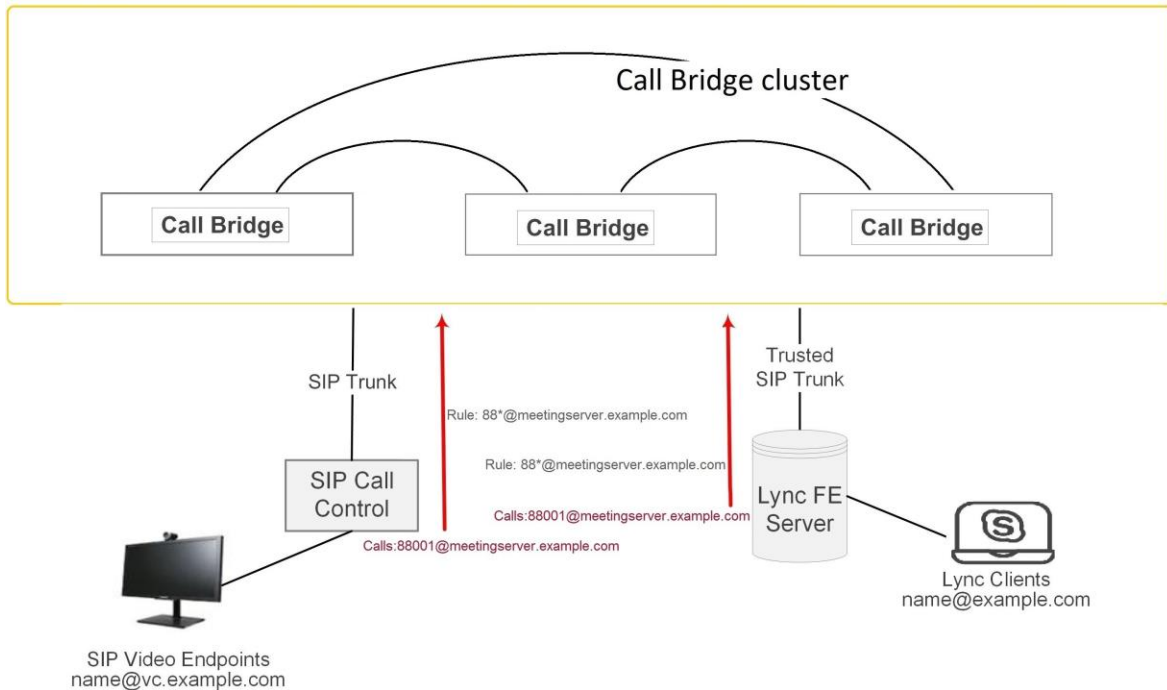 Call Bridge cluster
Call Bridge
Call Bridge
Call Bridge
SIP Trunk
Trusted
SIP Trunk
Rule: 88*@meetingserver.example.com
Rule: 88*@meetingserver.example.com
SIP Call
Control
Lync FE
Server
Calls:88001@meetingserver.example.com
Calls:88001@meetingserver.example.com
S
Lync Clients
name@example.com
SIP Video Endpoints
name@vc.example.com